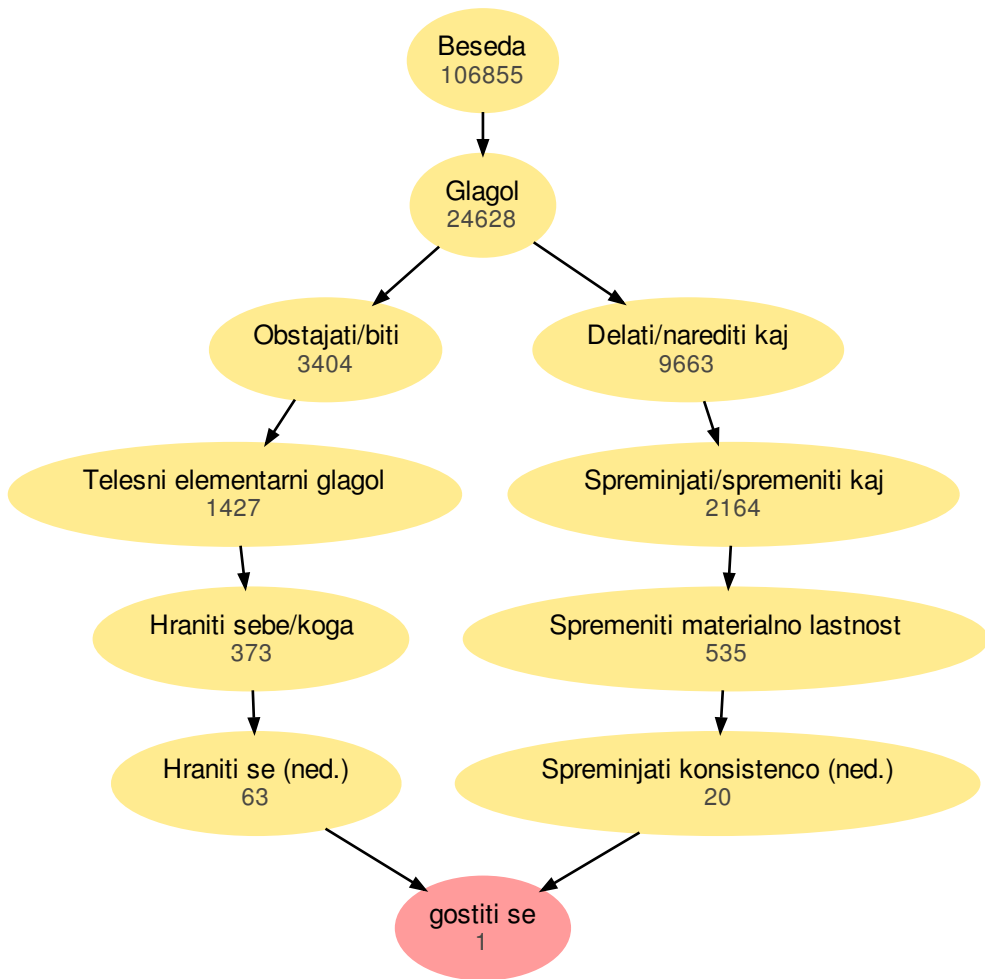 Beseda
106855
Glagol
24628
Obstajati/biti
3404
Delati/narediti kaj
9663
Telesni elementarni glagol
1427
Spreminjati/spremeniti kaj
2164
Hraniti sebe/koga
373
Spremeniti materialno lastnost
535
Hraniti se (ned.)
63
Spreminjati konsistenco (ned.)
20
gostiti se
1